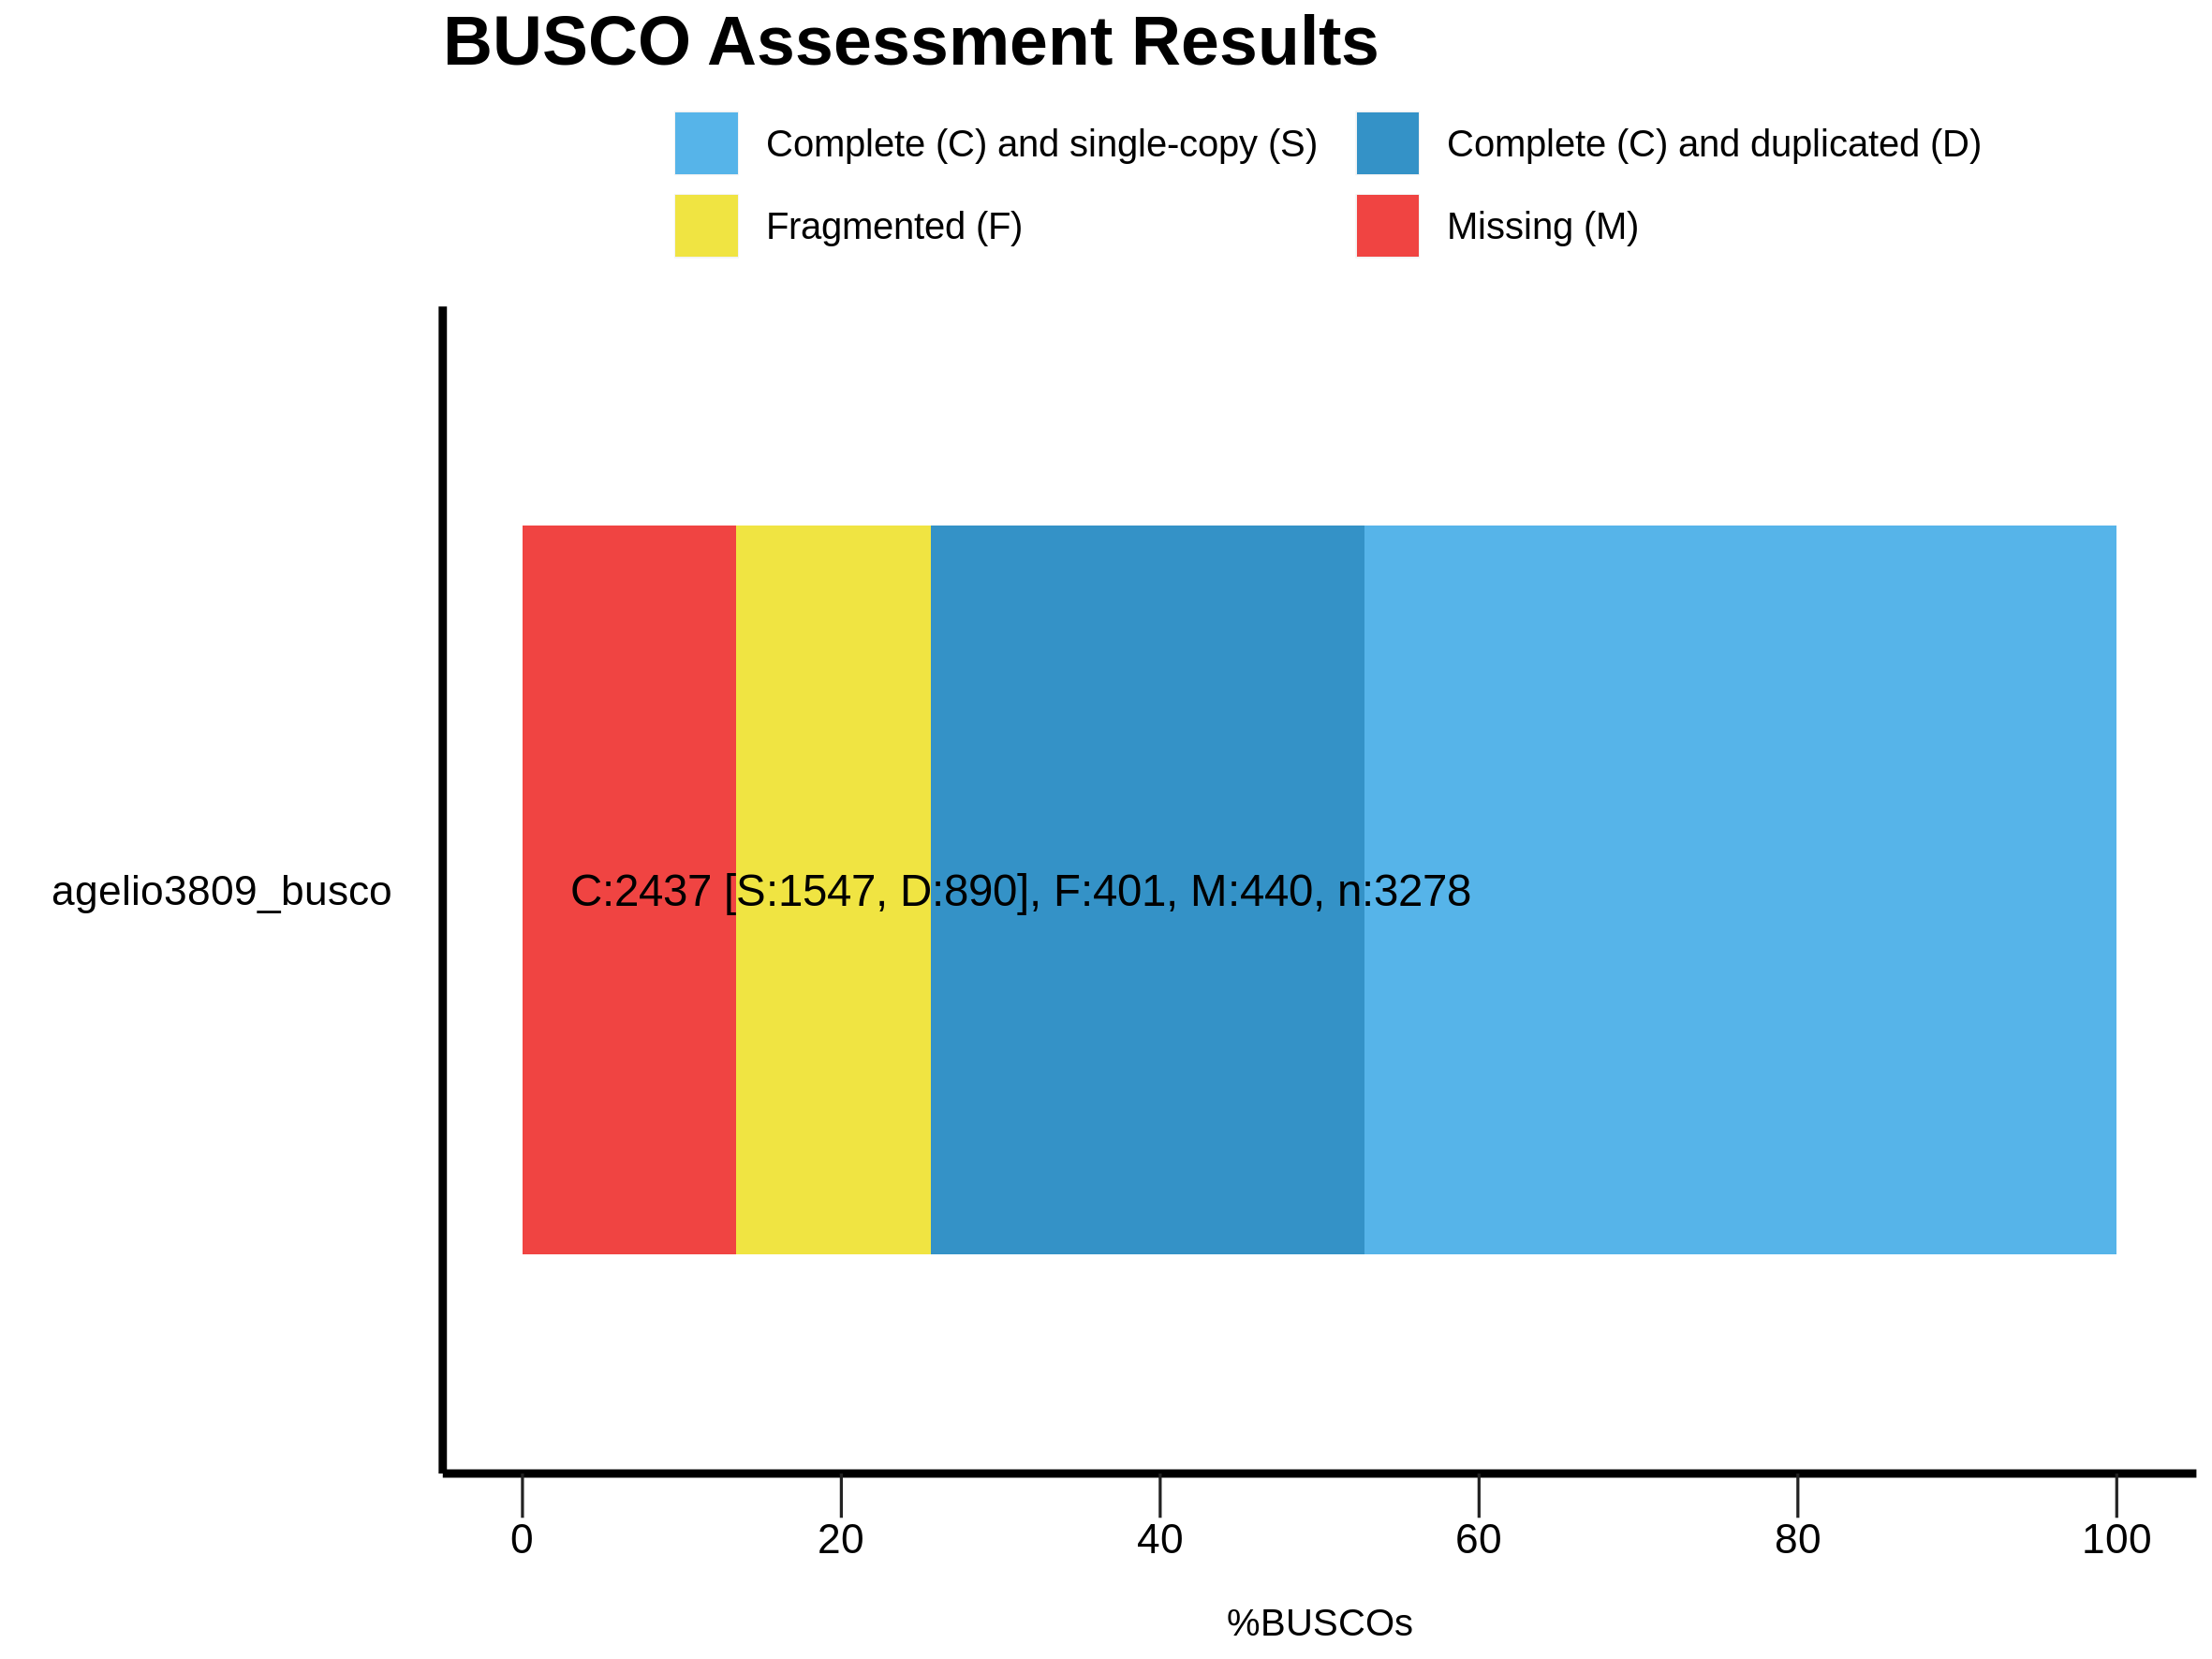 BUSCO Assessment Results
Complete (C) and single-copy (S)
Complete (C) and duplicated (D)
Fragmented (F)
Missing (M)
agelio3809_busco
C:2437 [S:1547, D:890], F:401, M:440, n:3278
0
20
40
60
80
100
%BUSCOs